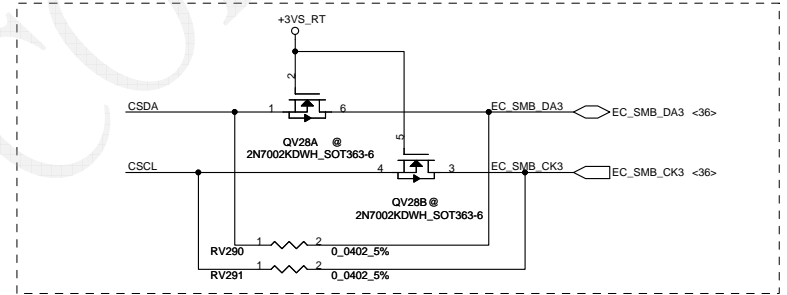 +3VS_RT
2
CSDA
1
6
EC_SMB_DA3
EC_SMB_DA3 <36>
QV28A @
2N7002KDWH_SOT363-6
5
CSCL
4
3
EC_SMB_CK3
EC_SMB_CK3 <36>
QV28B@
2N7002KDWH_SOT363-6
RV290
1
2
0_0402_5%
RV291
1
2
0_0402_5%